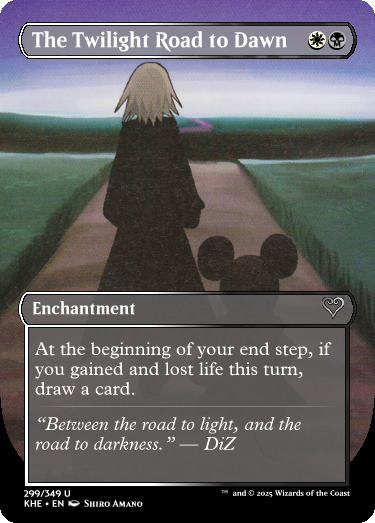 The Twilight Road to Dawn
Enchantment
At the beginning of your end step, if
you gained and lost life this turn,
draw a card.
“Between the road to light, and the
road to darkness.” — DiZ
299/349 U
KHE • EN Shiro Amano
™ and © 2025 Wizards of the Coast